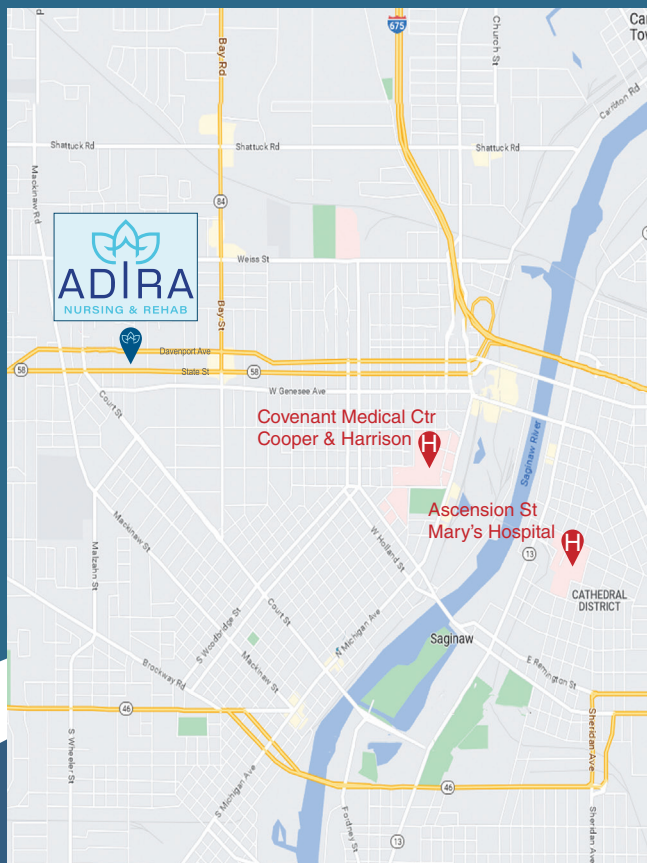 675
Church St
Car
Tow
Bay Rd
Carlton Rd
Shattuck Rd
Shattuck Rd
Shattuck Rd
Mackinaw Rd
Rd
84
ADIRA
NURSING & REHAB
Weiss St
Bay St
Davenport Ave
State St
58
58
W Genesee Ave
Court St
Covenant Medical Ctr
Cooper & Harrison
H
Saginaw River
Ascension St
Mary's Hospital
H
Mackinaw St
W Holland St
13
Malzahn St
CATHEDRAL
DISTRICT
Court St
S Woodbridge St
N Michigan Ave
Saginaw
Brockway Rd
Mackinaw St
E Remington St
46
Sheridan Ave
S Wheeler St
S Michigan Ave
46
Fordney St
13
Sheridan Ave